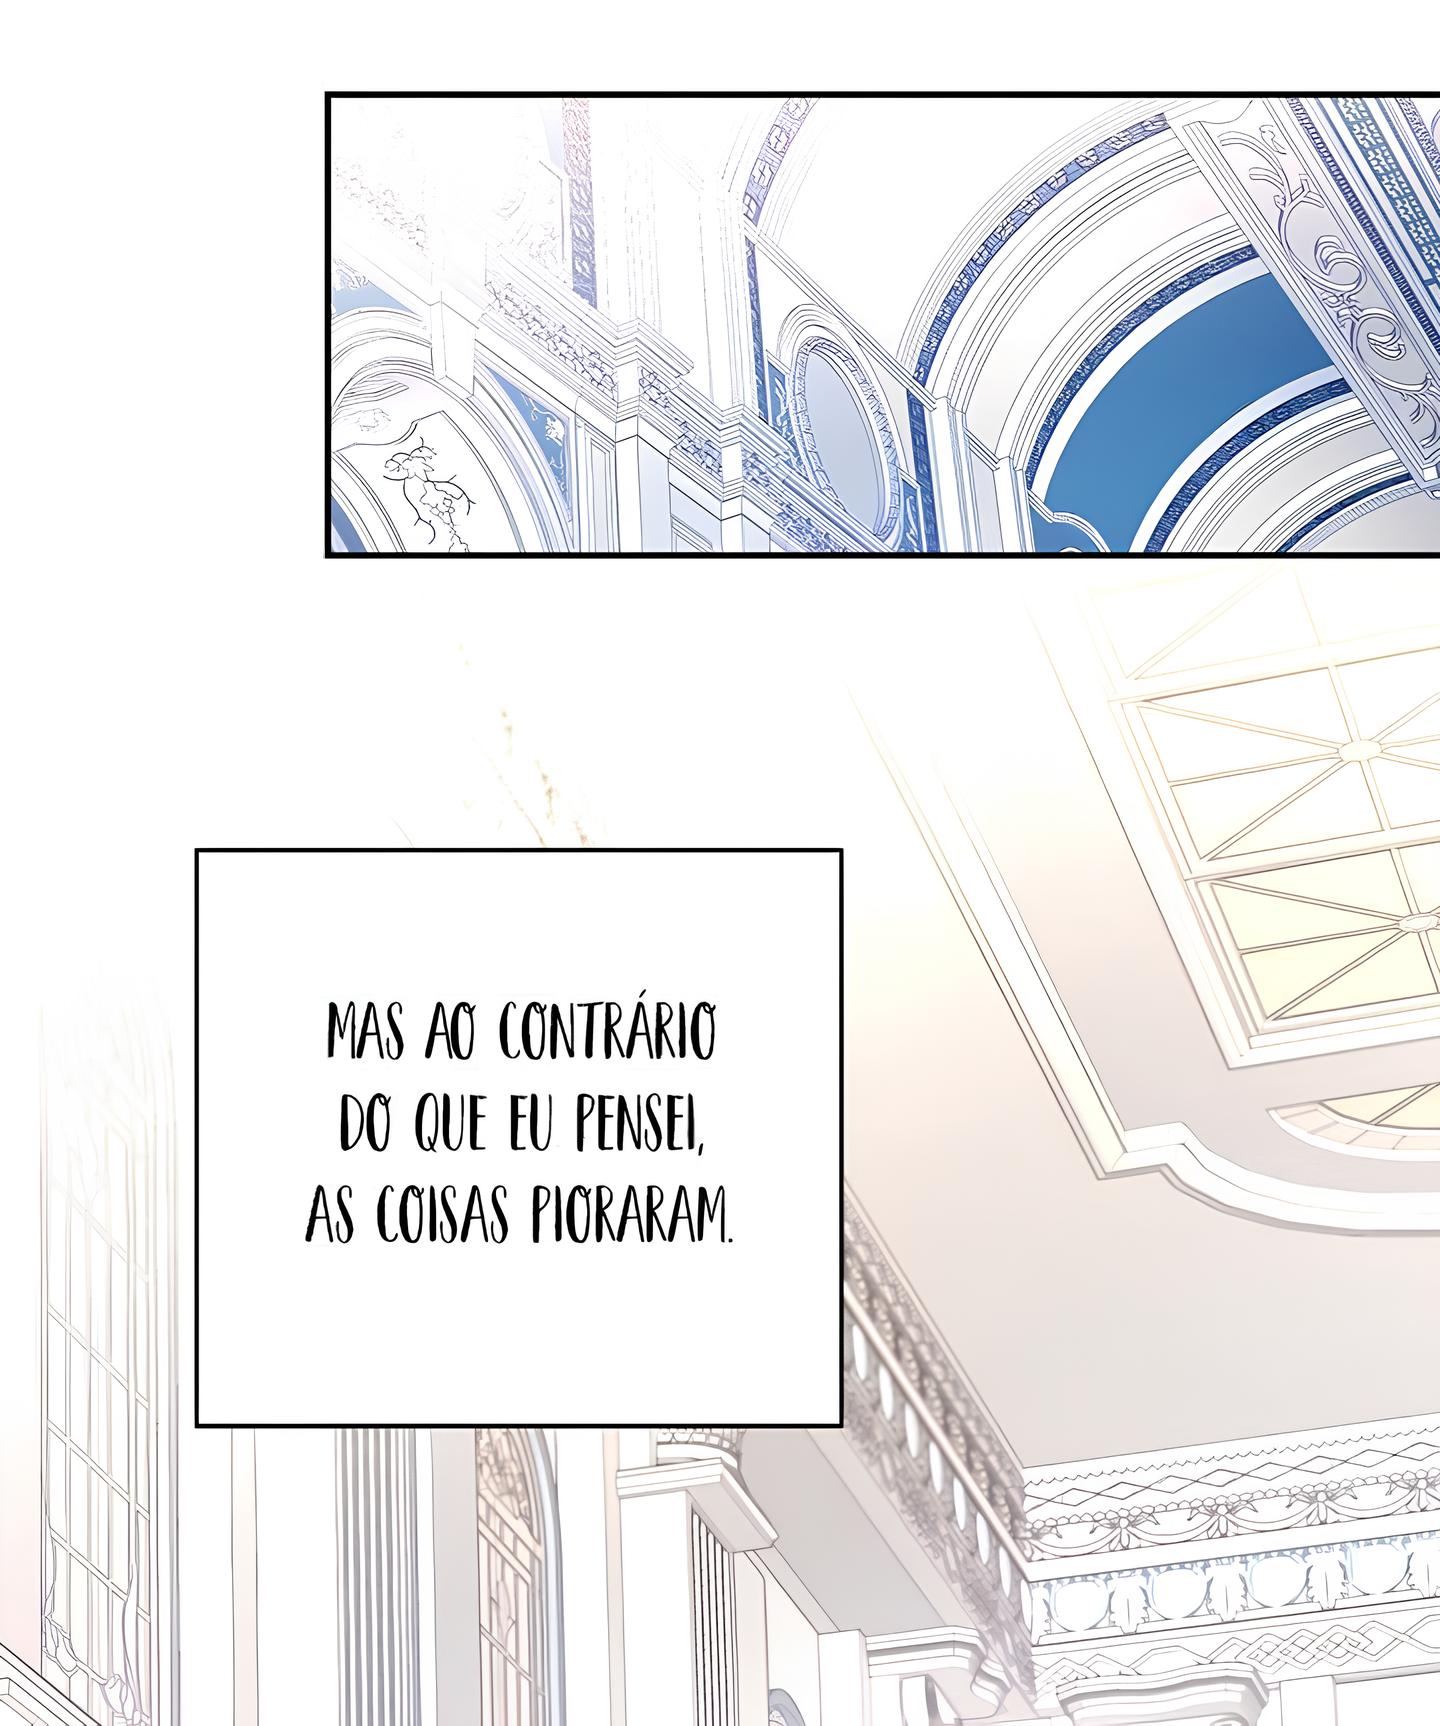 MAS AO CONTRÁRIO
DO QUE EU PENSEI,
AS COISAS PIORARAM.